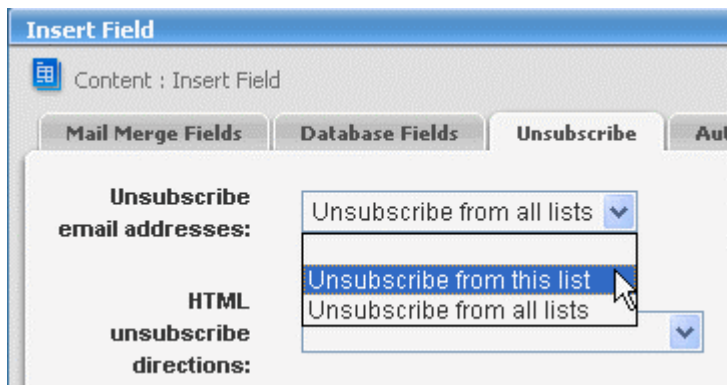 Insert Field
Content : Insert Field
Mail Merge Fields Database Fields Unsubscribe
Unsubscribe
email addresses:
Unsubscribe from all lists
Unsubscribe from this list
Unsubscribe from all lists
HTML
unsubscribe
directions: